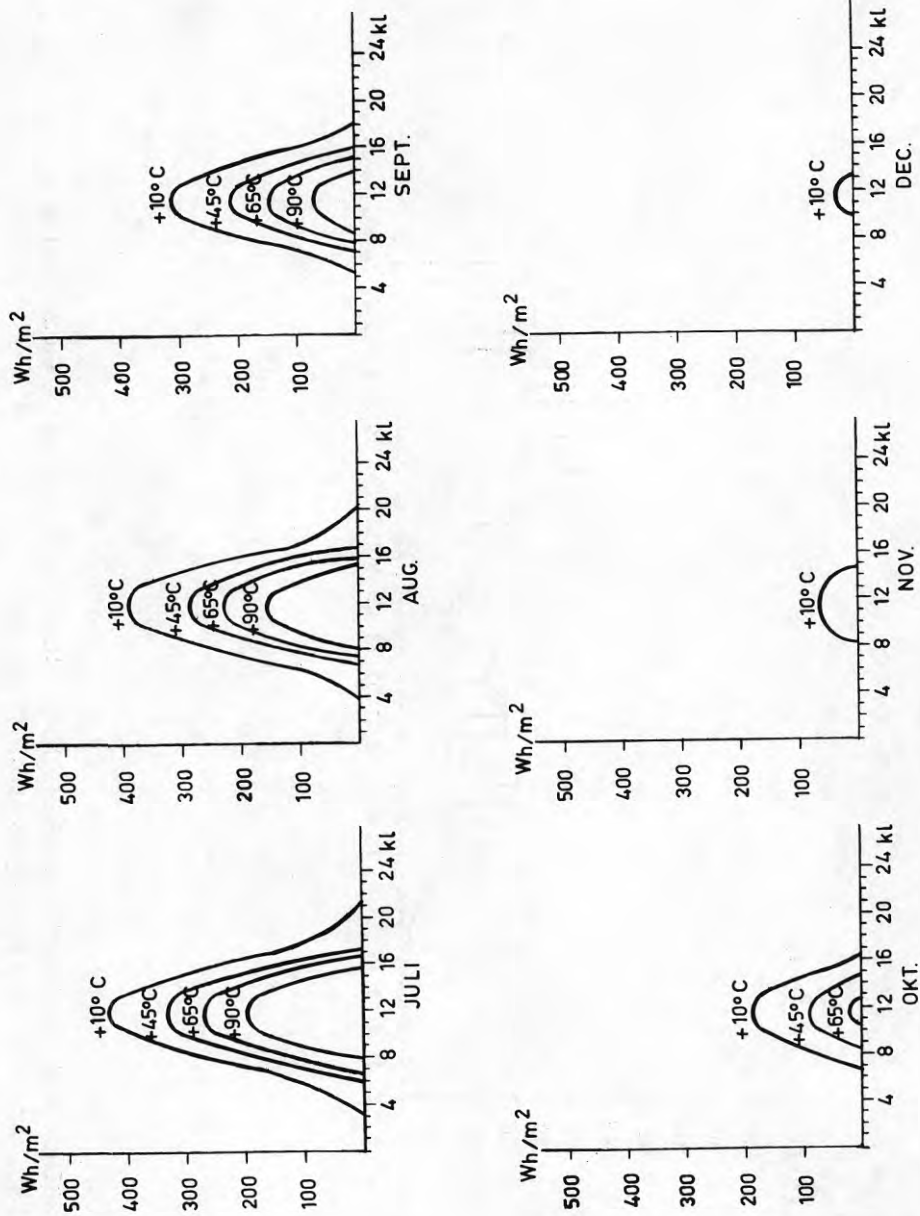 Wh/m²
500
400
300
200
100
+10°C
+45°C
+65°C
+90°C
4 8 12 16 20 24 kl
JULI
Wh/m²
500
400
300
200
100
+10°C
+45°C
+65°C
+90°C
4 8 12 16 20 24 kl
AUG.
Wh/m²
500
400
300
200
100
+10°C
+45°C
+65°C
+90°C
4 8 12 16 20 24 kl
SEPT.
Wh/m²
500
400
300
200
100
+10°C
+45°C
+65°C
4 8 12 16 20 24 kl
OKT.
Wh/m²
500
400
300
200
100
+10°C
4 8 12 16 20 24 kl
NOV.
Wh/m²
500
400
300
200
100
+10°C
4 8 12 16 20 24 kl
DEC.